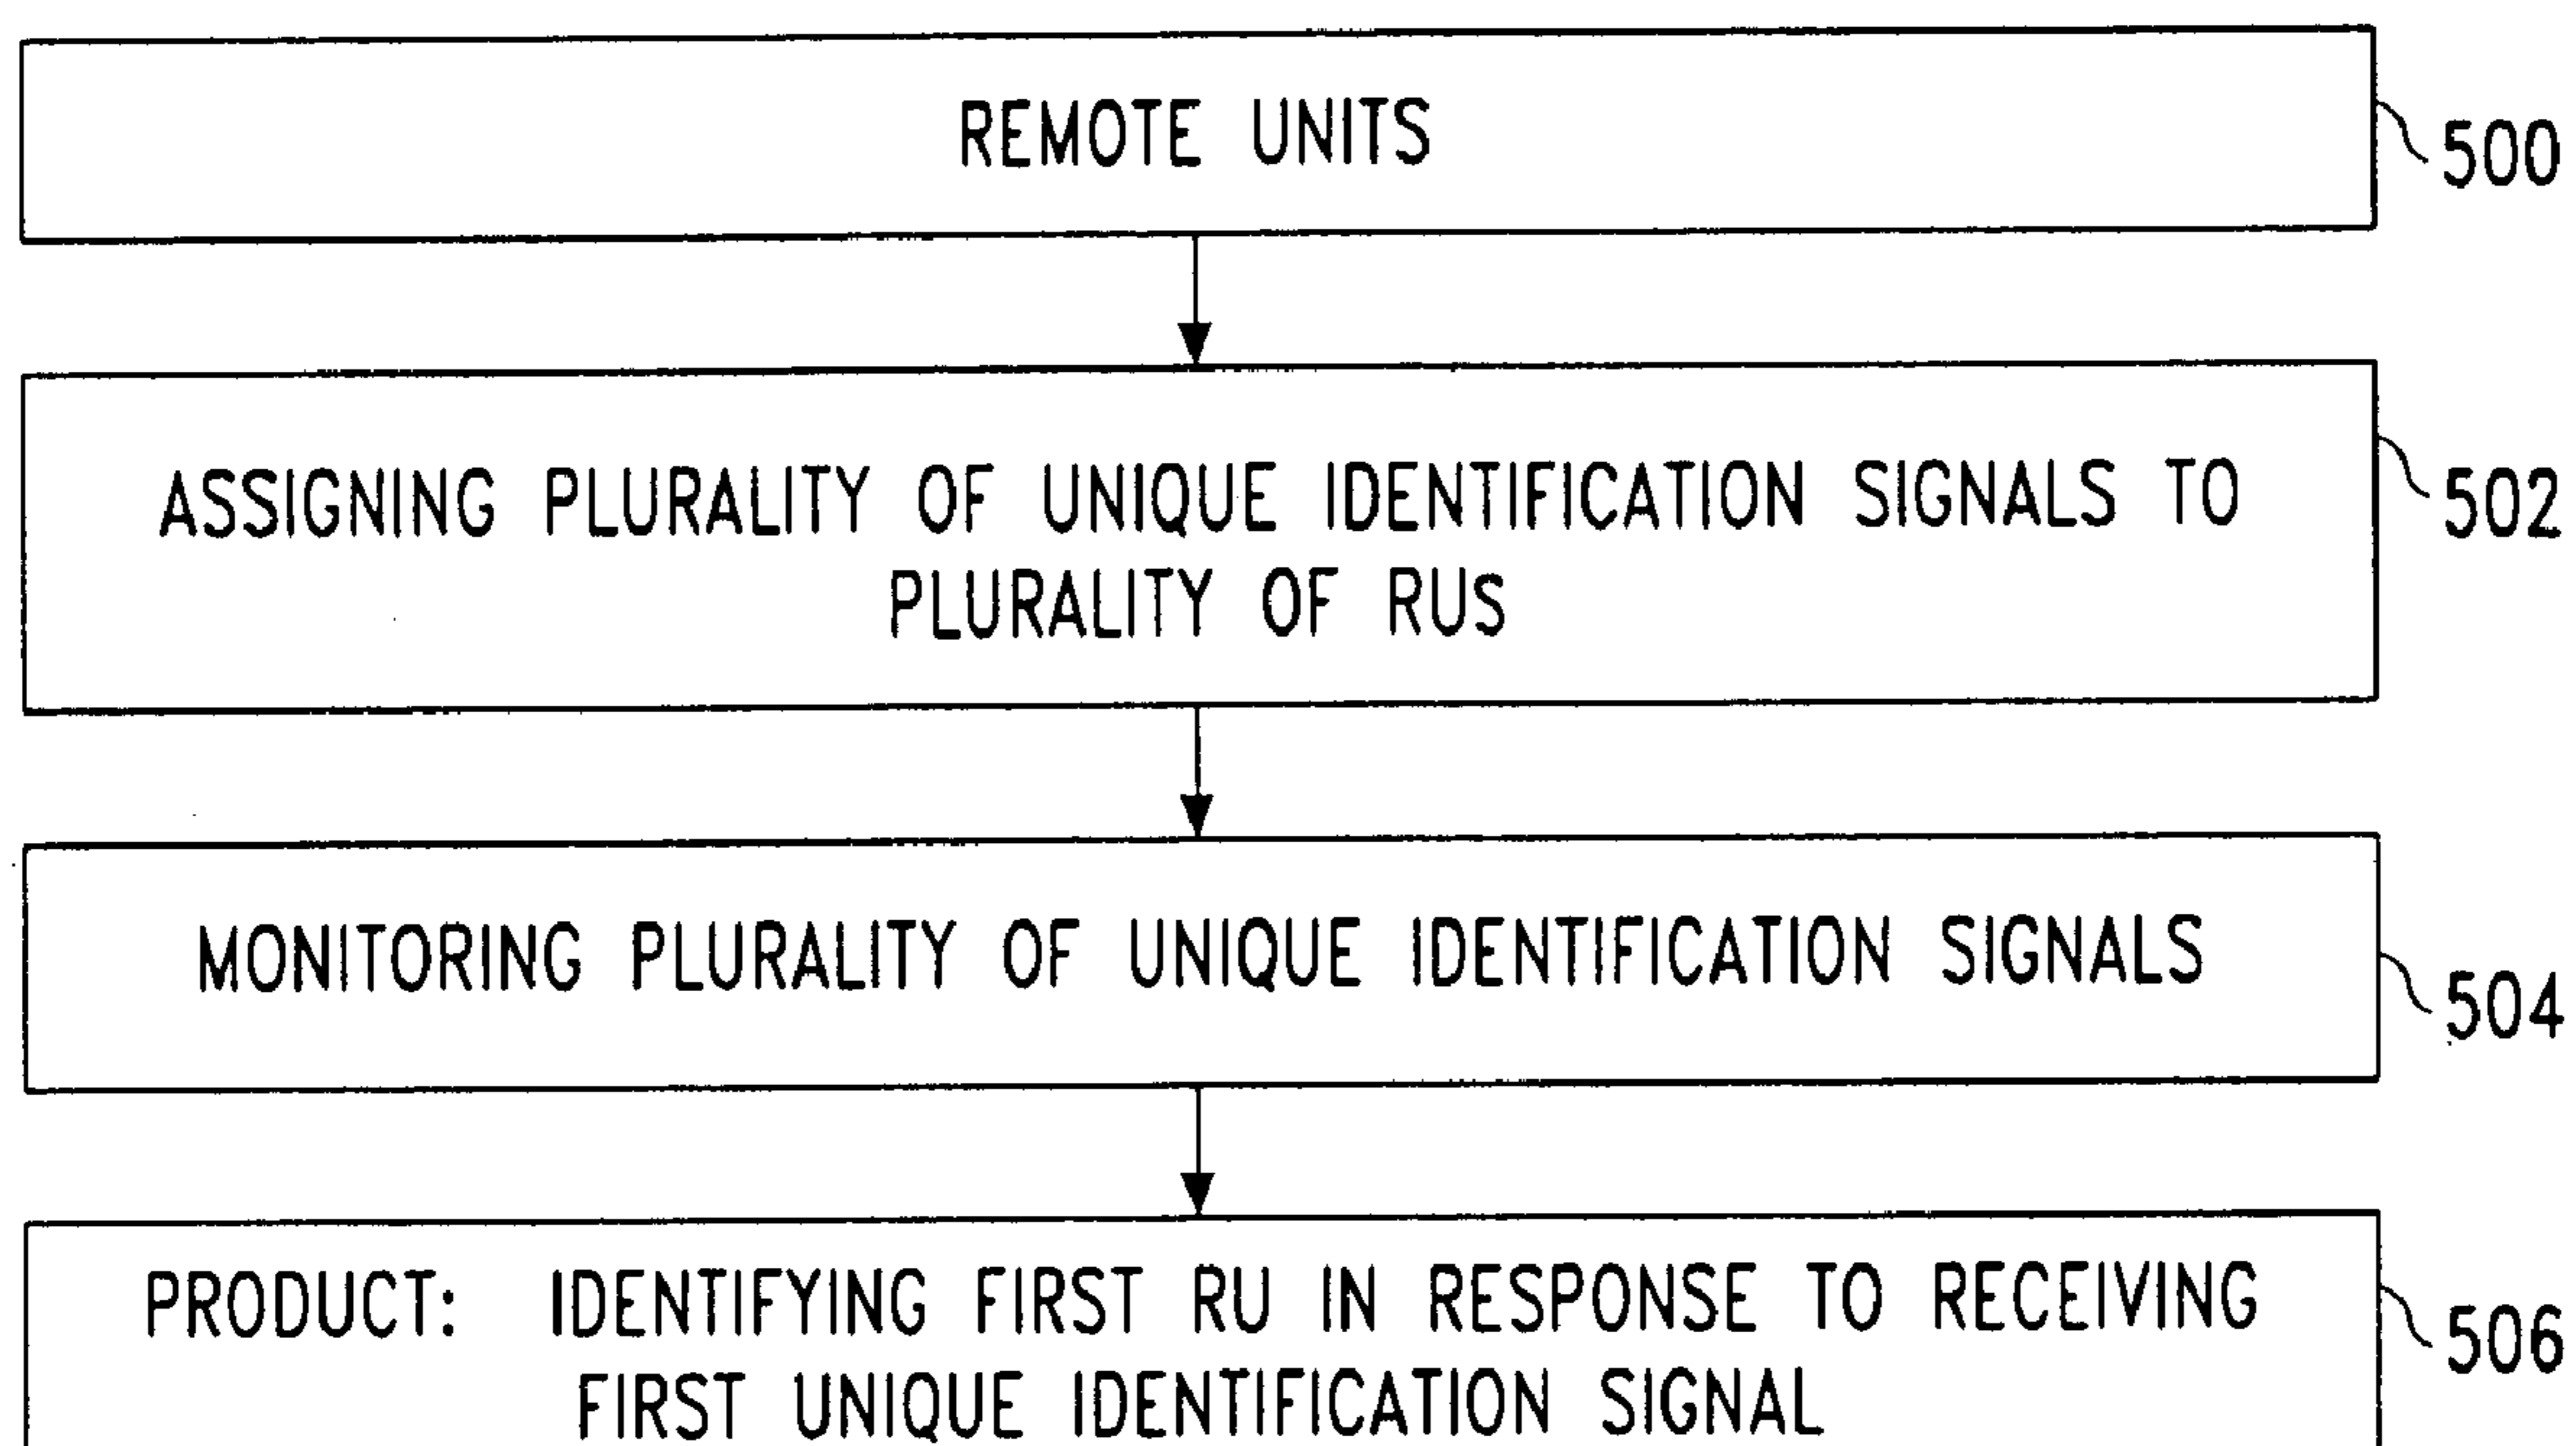 REMOTE UNITS
500
ASSIGNING PLURALITY OF UNIQUE IDENTIFICATION SIGNALS TO
PLURALITY OF RUs
502
MONITORING PLURALITY OF UNIQUE IDENTIFICATION SIGNALS
504
PRODUCT: IDENTIFYING FIRST RU IN RESPONSE TO RECEIVING
FIRST UNIQUE IDENTIFICATION SIGNAL
506